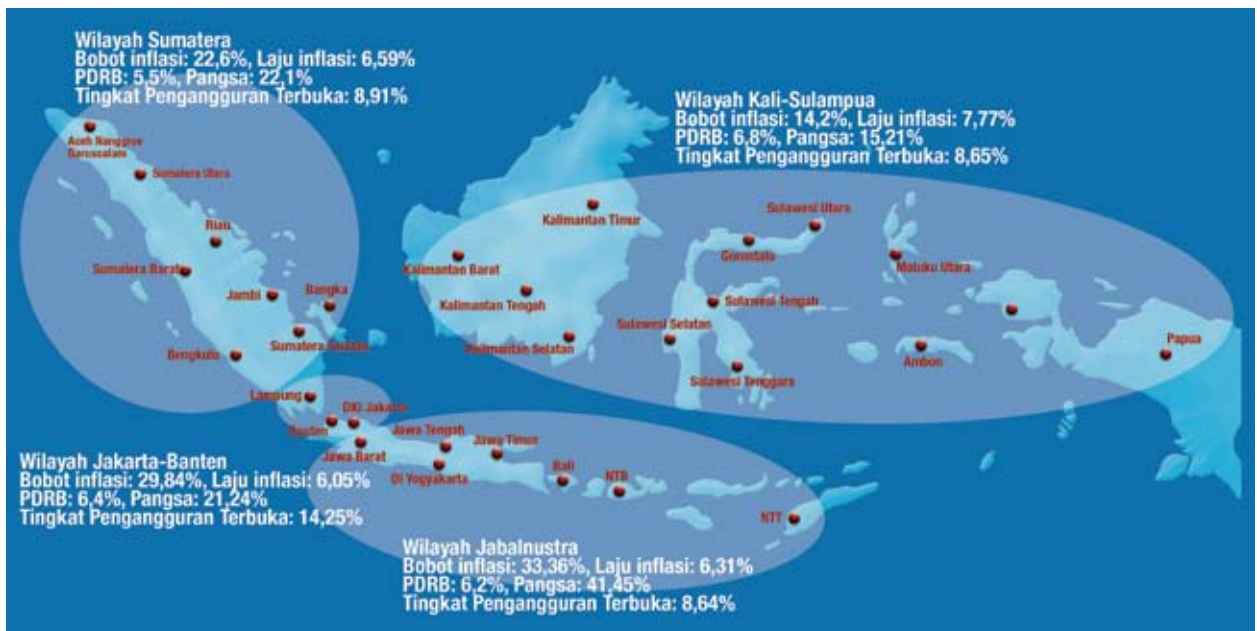 Wilayah Sumatera
Bobot inflasi: 22,6%, Laju inflasi: 6,59%
PDRB: 5,5%, Pangsa: 22,1%
Tingkat Pengangguran Terbuka: 8,91%
Wilayah Kali-Sulampua
Bobot inflasi: 14,2%, Laju inflasi: 7,77%
PDRB: 6,8%, Pangsa: 15,21%
Tingkat Pengangguran Terbuka: 8,65%
Aceh Nanggroe
Darussalam
Sumatera Utara
Riau
Sumatera Barat
Jambi
Bangka
Sumatera Selatan
Bengkulu
Lampung
Kalimantan Timur
Kalimantan Barat
Kalimantan Tengah
Kalimantan Selatan
Sulawesi Utara
Gorontalo
Maluku Utara
Sulawesi Tengah
Sulawesi Selatan
Sulawesi Tenggara
Ambon
Papua
DKI Jakarta
Banten
Jawa Barat
Jawa Tengah
Jawa Timur
DI Yogyakarta
Bali
NTB
NTT
Wilayah Jakarta-Banten
Bobot inflasi: 29,84%, Laju inflasi: 6,05%
PDRB: 6,4%, Pangsa: 21,24%
Tingkat Pengangguran Terbuka: 14,25%
Wilayah Jabalnustra
Bobot inflasi: 33,36%, Laju inflasi: 6,31%
PDRB: 6,2%, Pangsa: 41,45%
Tingkat Pengangguran Terbuka: 8,64%